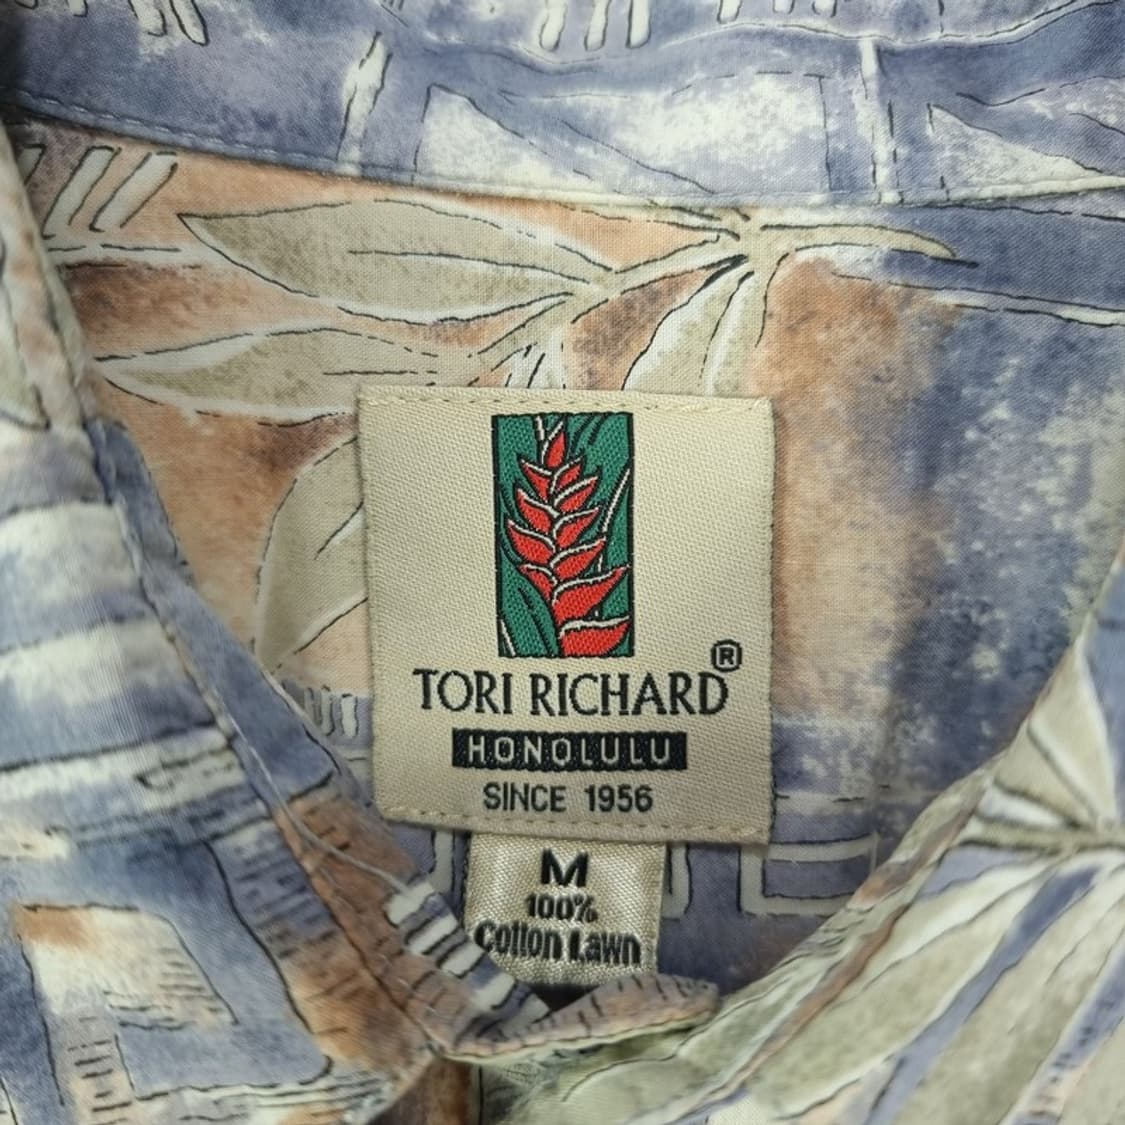 TORI RICHARD®
HONOLULU
SINCE 1956
M
100%
Cotton Lawn